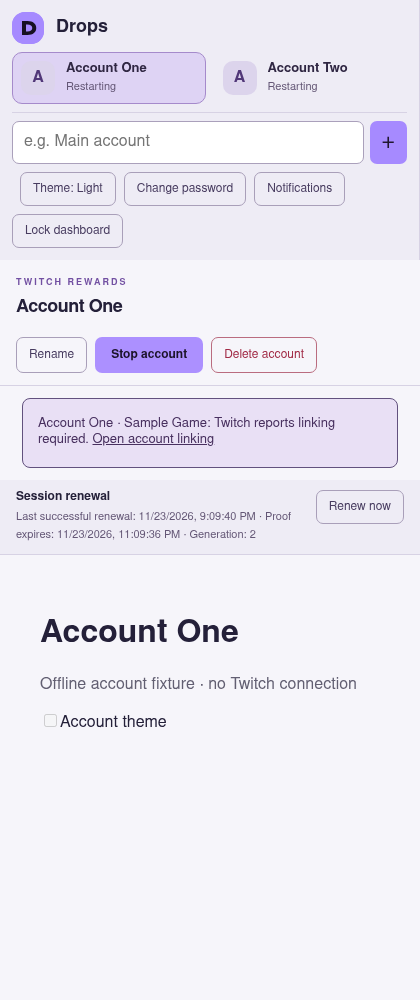 D Drops
A Account One
Restarting
A Account Two
Restarting
e.g. Main account
+
Theme: Light
Change password
Notifications
Lock dashboard
TWITCH REWARDS
Account One
Rename
Stop account
Delete account
Account One · Sample Game: Twitch reports linking
required. Open account linking
Session renewal
Last successful renewal: 11/23/2026, 9:09:40 PM · Proof
expires: 11/23/2026, 11:09:36 PM · Generation: 2
Renew now
Account One
Offline account fixture · no Twitch connection
Account theme